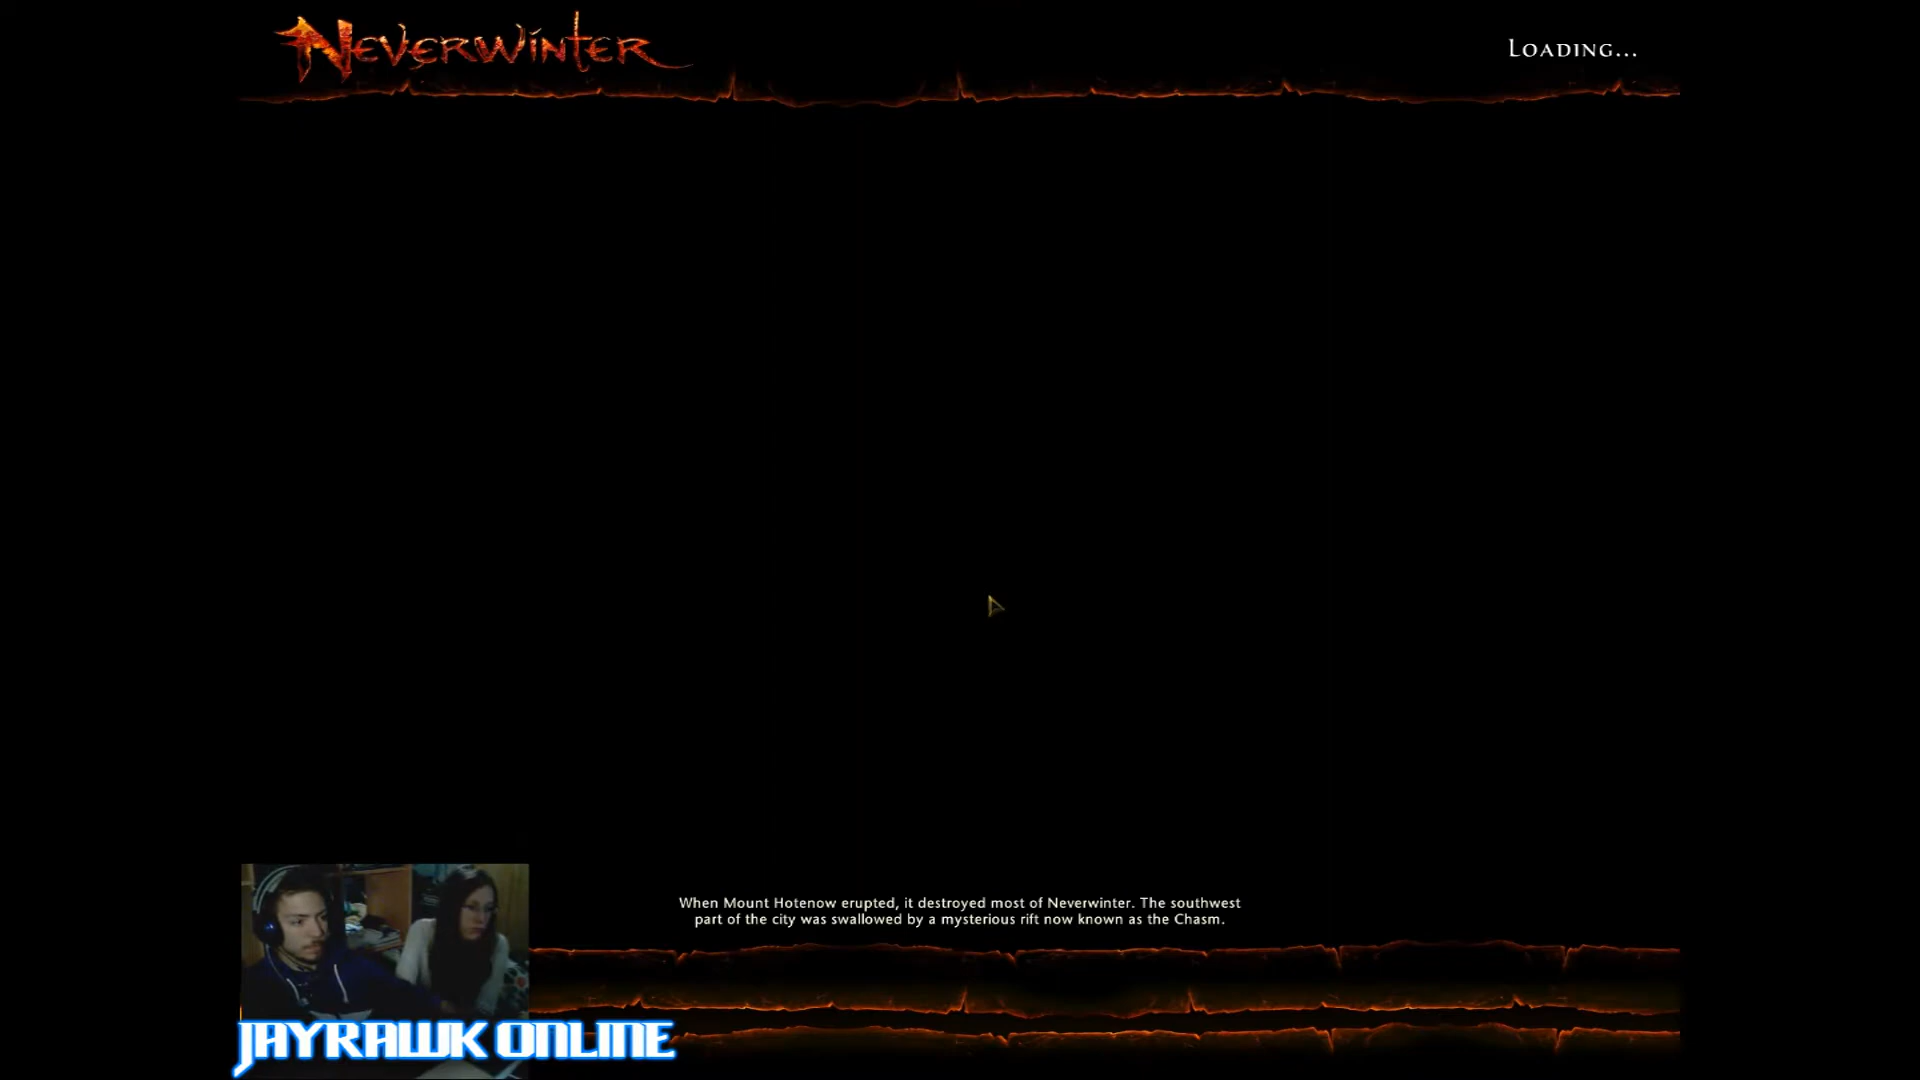 NEVERWINTER
LOADING...
When Mount Hotenow erupted, it destroyed most of Neverwinter. The southwest
part of the city was swallowed by a mysterious rift now known as the Chasm.
JAYRAWK ONLINE